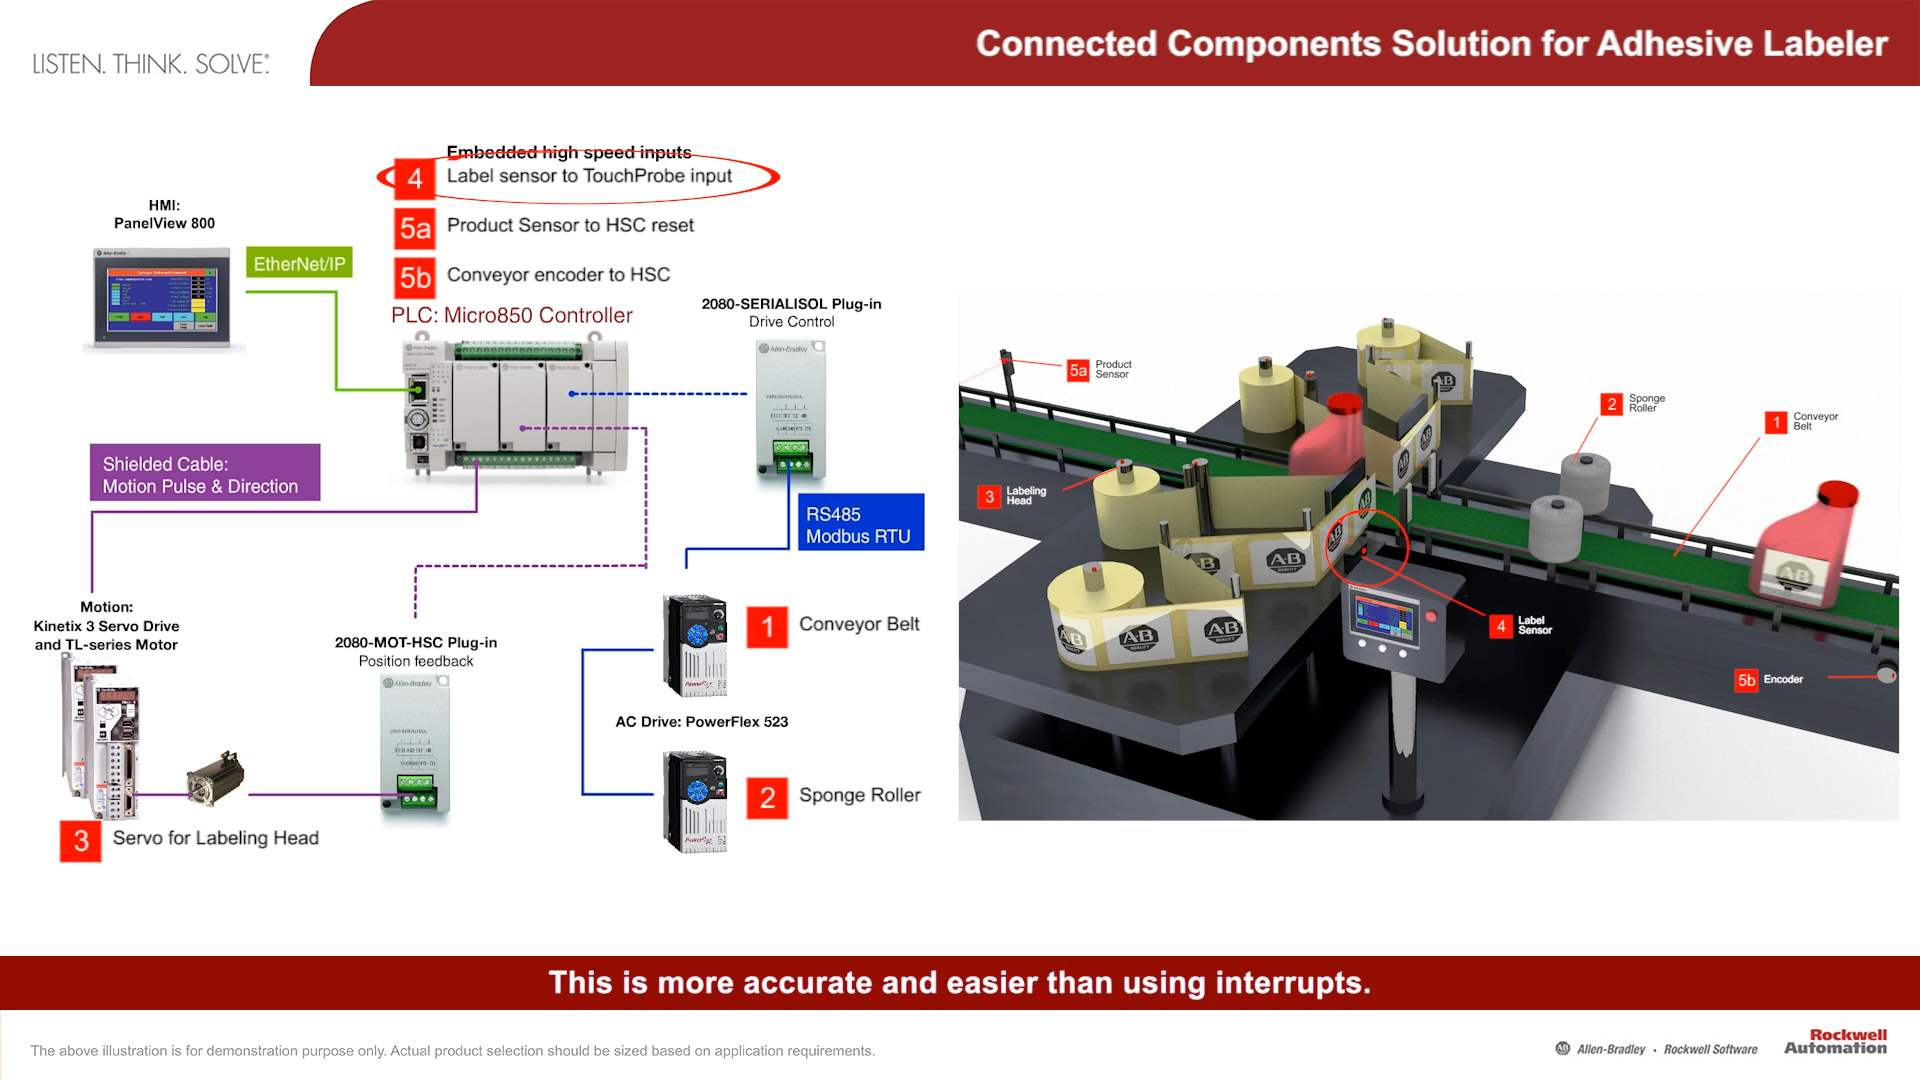 LISTEN. THINK. SOLVE.®
Connected Components Solution for Adhesive Labeler
Embedded high speed inputs
4 Label sensor to TouchProbe input
5a Product Sensor to HSC reset
5b Conveyor encoder to HSC
PLC: Micro850 Controller
HMI:
PanelView 800
EtherNet/IP
2080-SERIALISOL Plug-in
Drive Control
Allen-Bradley
Allen-Bradley
Shielded Cable:
Motion Pulse & Direction
RS485
Modbus RTU
Motion:
Kinetix 3 Servo Drive
and TL-series Motor
2080-MOT-HSC Plug-in
Position feedback
Allen-Bradley
1 Conveyor Belt
AC Drive: PowerFlex 523
2 Sponge Roller
3 Servo for Labeling Head
5a Product
Sensor
2 Sponge
Roller
1 Conveyor
Belt
3 Labeling
Head
4 Label
Sensor
5b Encoder
This is more accurate and easier than using interrupts.
The above illustration is for demonstration purpose only. Actual product selection should be sized based on application requirements.
AB Allen-Bradley • Rockwell Software
Rockwell
Automation